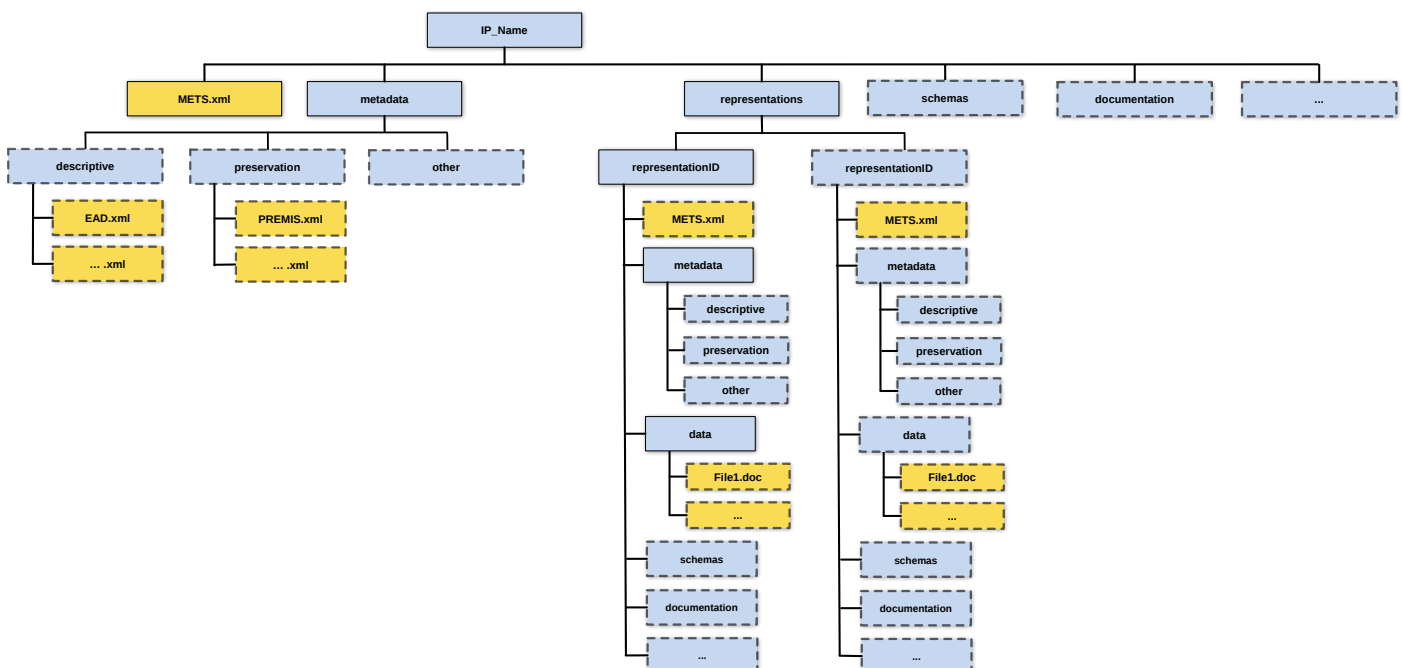 IP_Name
METS.xml
metadata
representations
schemas
documentation
...
descriptive
preservation
other
representationID
representationID
EAD.xml
PREMIS.xml
METS.xml
METS.xml
... .xml
... .xml
metadata
metadata
descriptive
descriptive
preservation
preservation
other
other
data
data
File1.doc
File1.doc
...
...
schemas
schemas
documentation
documentation
...
...